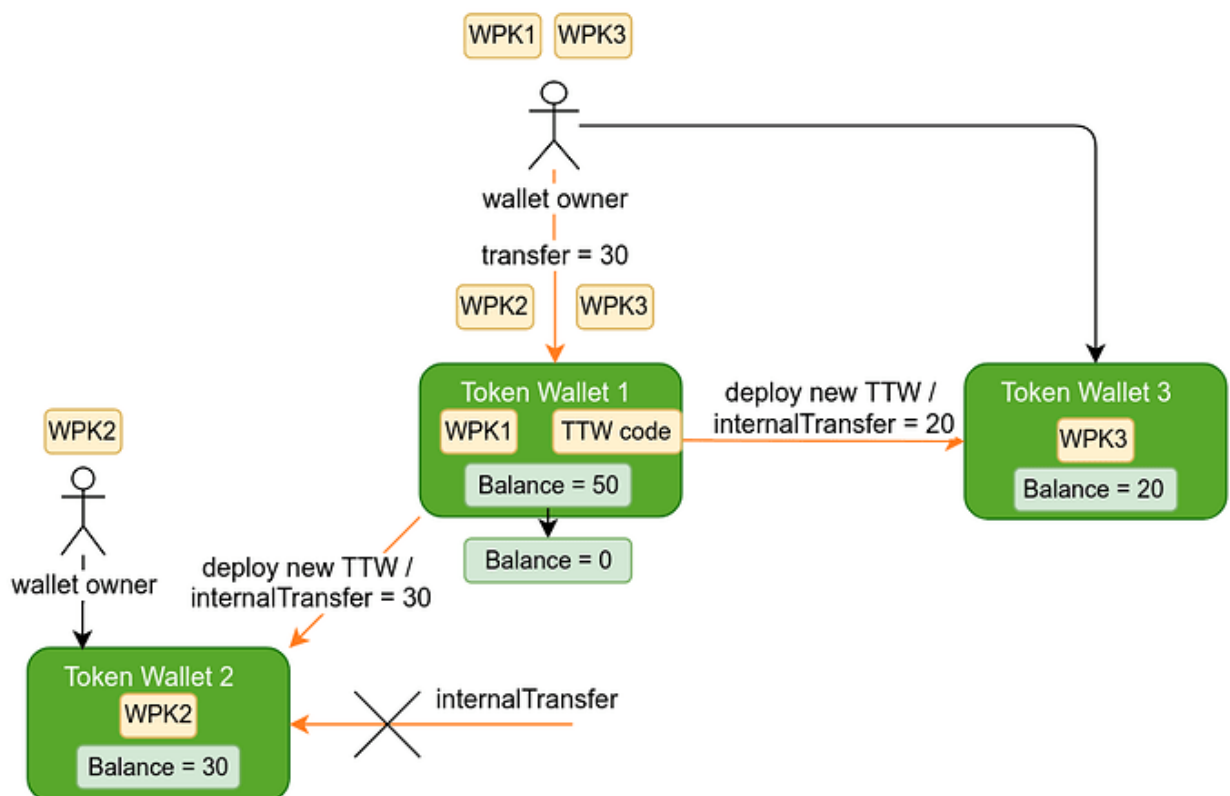 WPK1 WPK3
wallet owner
transfer = 30
WPK2 WPK3
Token Wallet 1
WPK1 TTW code
Balance = 50
Balance = 0
deploy new TTW /
internalTransfer = 20
Token Wallet 3
WPK3
Balance = 20
WPK2
wallet owner
deploy new TTW /
internalTransfer = 30
Token Wallet 2
WPK2
Balance = 30
internalTransfer